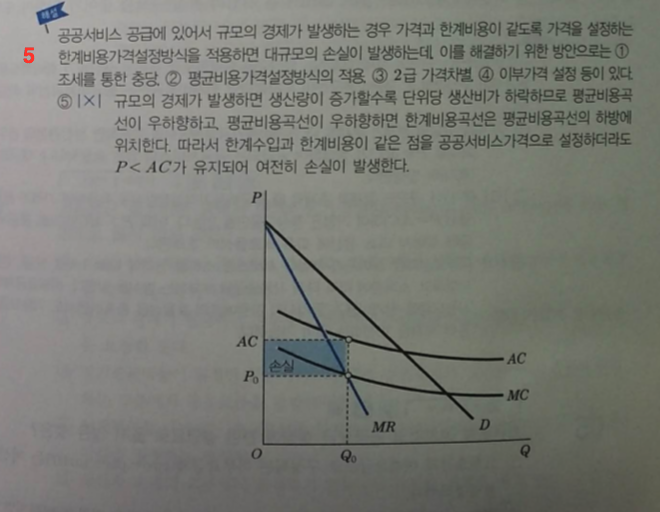 해설
5
공공서비스 공급에 있어서 규모의 경제가 발생하는 경우 가격과 한계비용이 같도록 가격을 설정하는
한계비용가격설정방식을 적용하면 대규모의 손실이 발생하는데, 이를 해결하기 위한 방안으로는 ①
조세를 통한 충당, ② 평균비용가격설정방식의 적용, ③ 2급 가격차별, ④ 이부가격 설정 등이 있다.
⑤ |×| 규모의 경제가 발생하면 생산량이 증가할수록 단위당 생산비가 하락하므로 평균비용곡
선이 우하향하고, 평균비용곡선이 우하향하면 한계비용곡선은 평균비용곡선의 하방에
위치한다. 따라서 한계수입과 한계비용이 같은 점을 공공서비스가격으로 설정하더라도
P < AC가 유지되어 여전히 손실이 발생한다.
P
AC
AC
손실
P₀
MC
MR
D
O
Q₀
Q